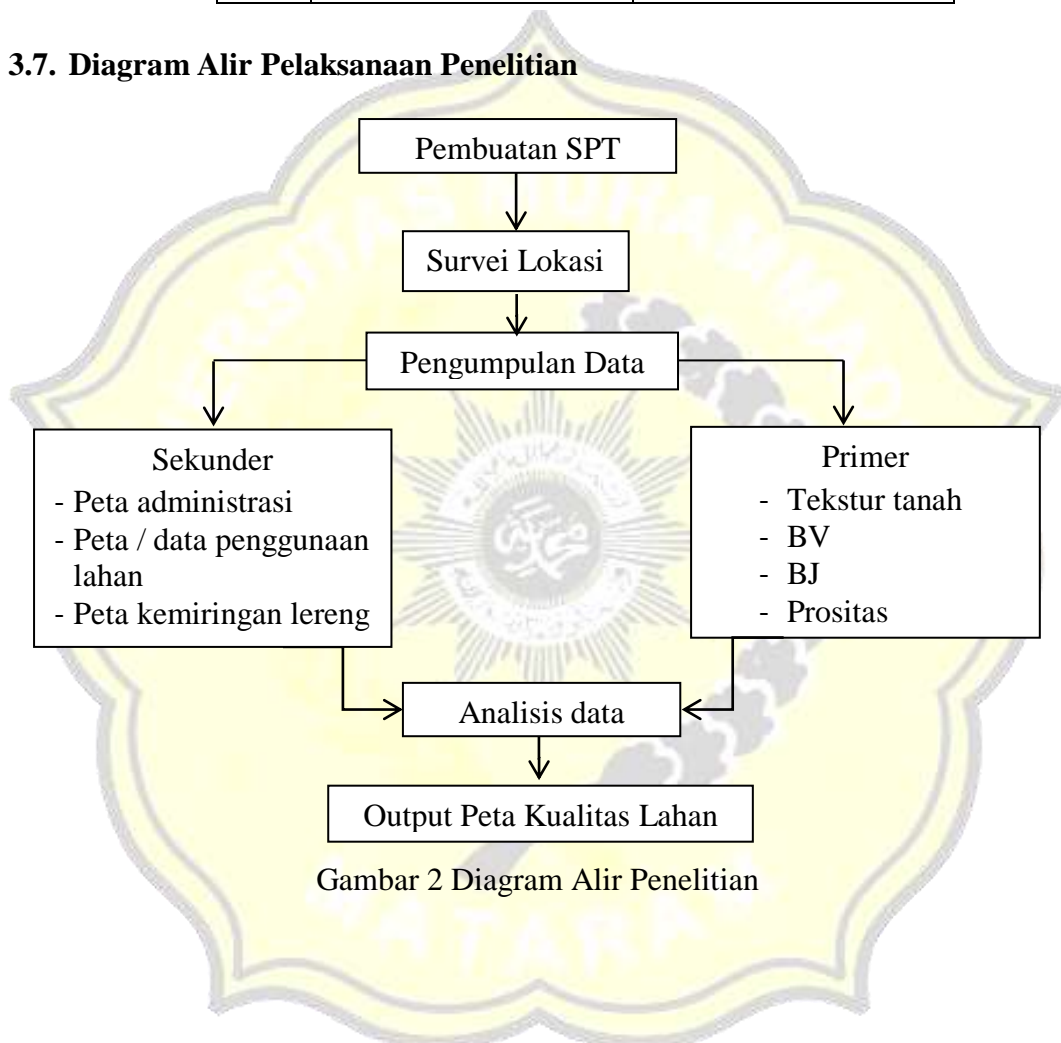 3.7. Diagram Alir Pelaksanaan Penelitian
Pembuatan SPT
Survei Lokasi
Pengumpulan Data
Sekunder
- Peta administrasi
- Peta / data penggunaan
lahan
- Peta kemiringan lereng
Primer
- Tekstur tanah
- BV
- BJ
- Prositas
Analisis data
Output Peta Kualitas Lahan
Gambar 2 Diagram Alir Penelitian
MATARAM